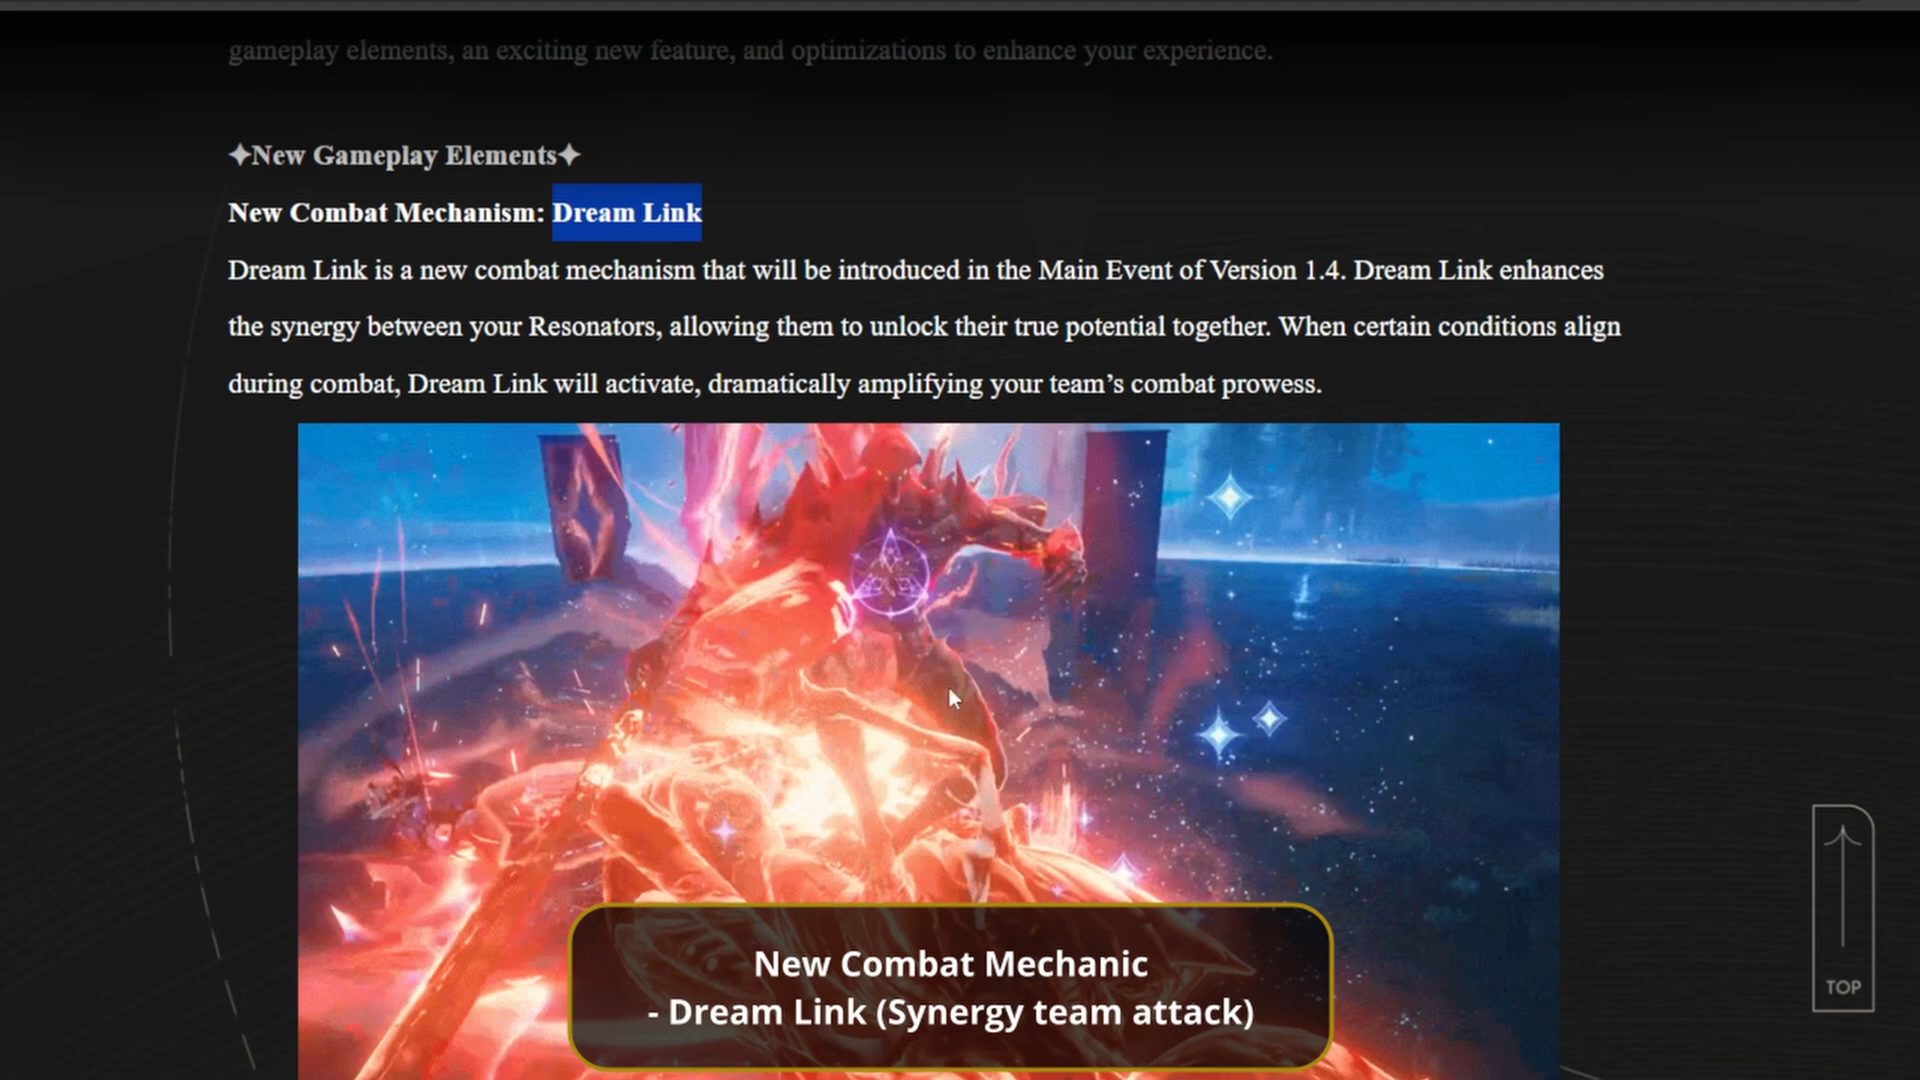 gameplay elements, an exciting new feature, and optimizations to enhance your experience.
✦New Gameplay Elements✦
New Combat Mechanism: Dream Link
Dream Link is a new combat mechanism that will be introduced in the Main Event of Version 1.4. Dream Link enhances
the synergy between your Resonators, allowing them to unlock their true potential together. When certain conditions align
during combat, Dream Link will activate, dramatically amplifying your team’s combat prowess.
New Combat Mechanic
- Dream Link (Synergy team attack)
TOP